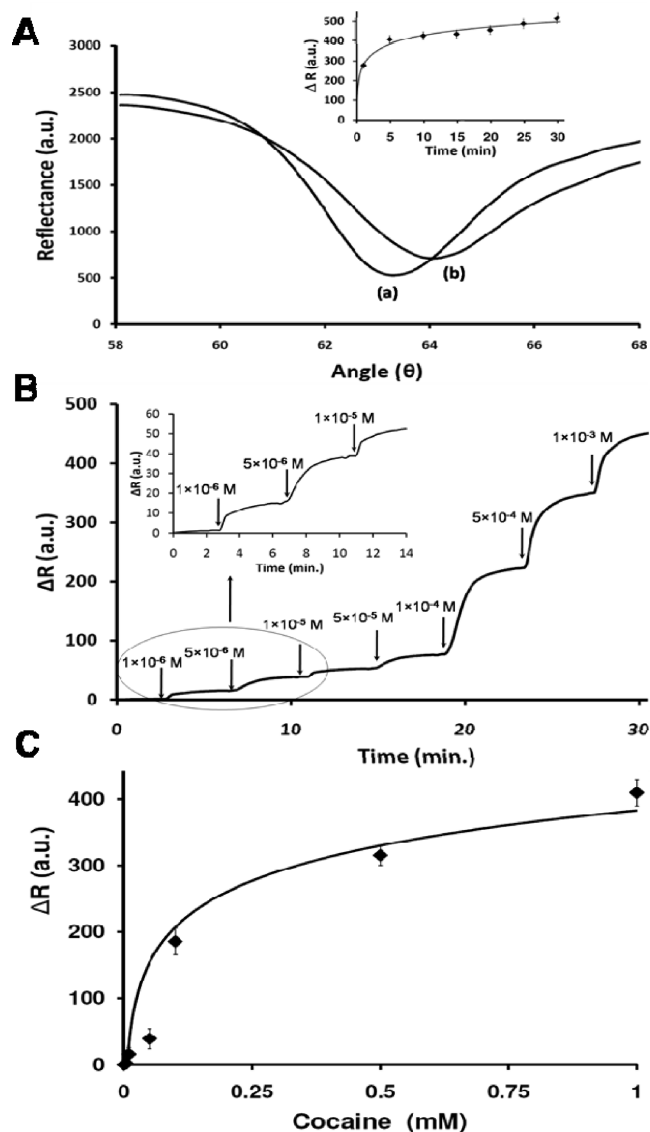 A
500
400
300
200
100
0
Δ R (a.u.)
0 5 10 15 20 25 30
Time (min)
3000
2500
2000
1500
1000
500
0
Reflectance (a.u.)
(a)
(b)
58 60 62 64 66 68
Angle (θ)
B
500
400
300
200
100
0
ΔR (a.u.)
60
50
40
30
20
10
0
ΔR (a.u.)
1×10⁻⁶ M
5×10⁻⁶ M
1×10⁻⁵ M
0 2 4 6 8 10 12 14
Time (min.)
1×10⁻⁶ M
5×10⁻⁶ M
1×10⁻⁵ M
5×10⁻⁵ M
1×10⁻⁴ M
5×10⁻⁴ M
1×10⁻³ M
0 10 20 30
Time (min.)
C
400
300
200
100
0
ΔR (a.u.)
0 0.25 0.5 0.75 1
Cocaine (mM)